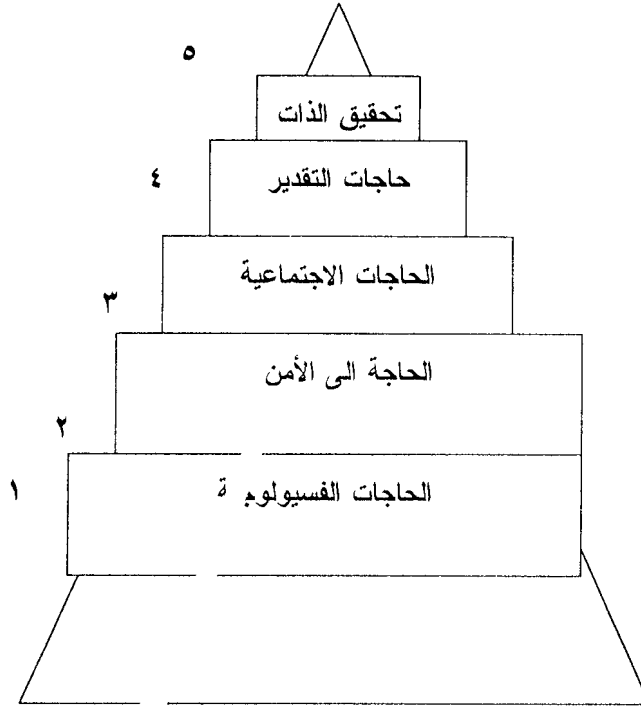 ٥
تحقيق الذات
٤
حاجات التقدير
الحاجات الاجتماعية
٣
الحاجة الى الأمن
٢
١
الحاجات